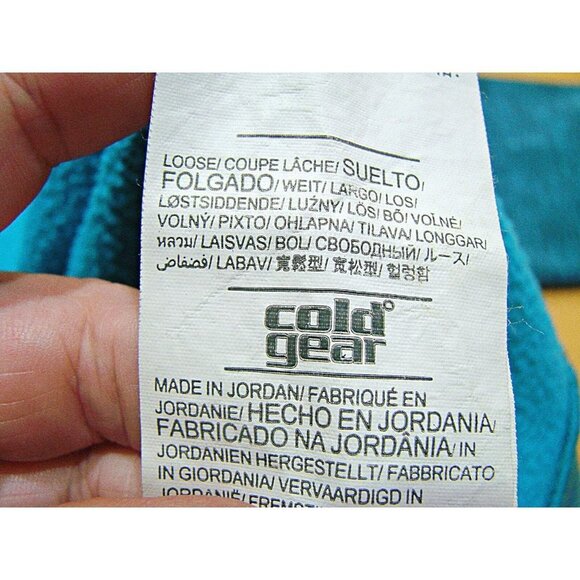 LOOSE/ COUPE LÂCHE/ SUELTO/
FOLGADO/ WEIT/ LARGO/ LOS/
LØSTSIDDENDE/ LUŹNY/ LÖS/ BŐ/ VOLNÉ/
VOLNÝ/ PIXTO/ OHLAPNA/ TILAVA/ LONGGAR/
หลวม/ LAISVAS/ BOL/ СВОБОДНЫЙ/ ルース/
فضفاض/ LABAV/ 寬鬆型/ 宽松型/ 헐렁함
cold°
gear
MADE IN JORDAN/ FABRIQUÉ EN
JORDANIE/ HECHO EN JORDANIA/
FABRICADO NA JORDÂNIA/ IN
JORDANIEN HERGESTELLT/ FABBRICATO
IN GIORDANIA/ VERVAARDIGD IN